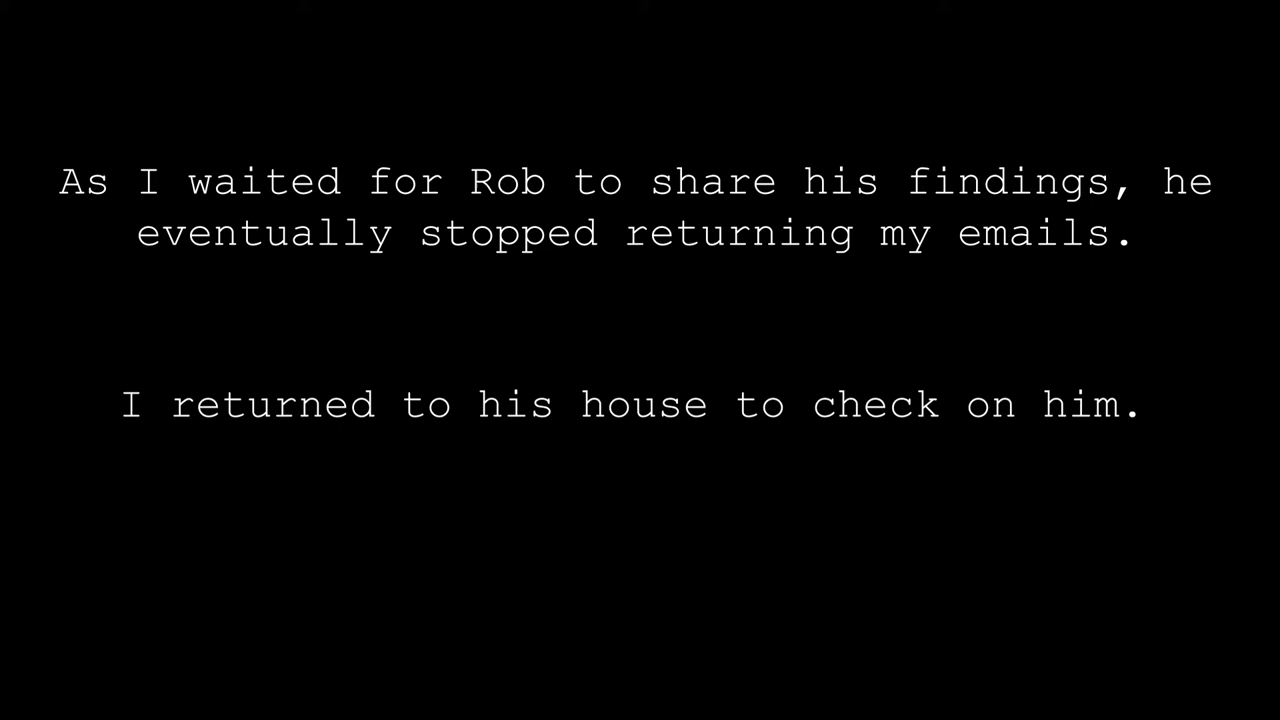 As I waited for Rob to share his findings, he
eventually stopped returning my emails.
I returned to his house to check on him.